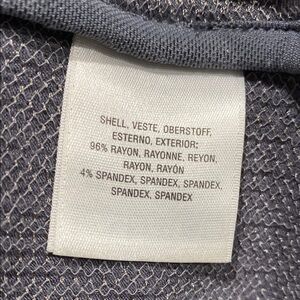 SHELL, VESTE, OBERSTOFF,
ESTERNO, EXTERIOR:
96% RAYON, RAYONNE, REYON,
RAYON, RAYÓN
4% SPANDEX, SPANDEX, SPANDEX,
SPANDEX, SPANDEX